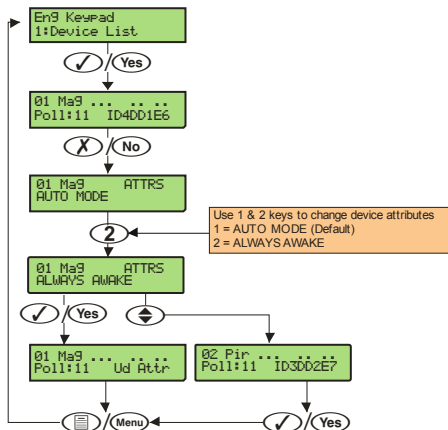 Eng Keypad
1:Device List
✓/Yes
01 Mag ... .. ..
Poll:11 ID4DD1E6
✗/No
01 Mag ATTRS
AUTO MODE
2
Use 1 & 2 keys to change device attributes
1 = AUTO MODE (Default)
2 = ALWAYS AWAKE
01 Mag ATTRS
ALWAYS AWAKE
✓/Yes
01 Mag ... .. ..
Poll:11 Ud Attr
02 Pir ... .. ..
Poll:11 ID3DD2E7
/Menu
✓/Yes